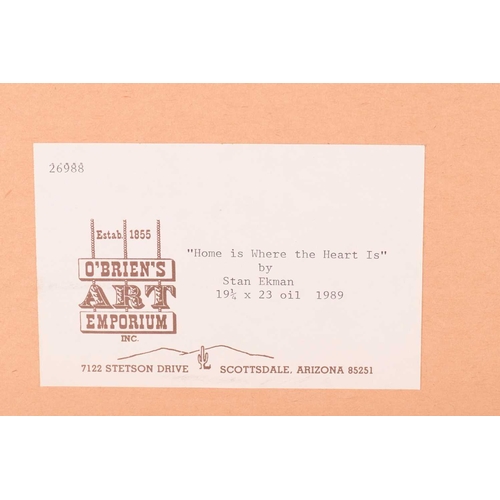 26988
Estab. 1855
O'BRIEN'S
ART
EMPORIUM
INC.
"Home is Where the Heart Is"
by
Stan Ekman
19¼ x 23 oil 1989
7122 STETSON DRIVE SCOTTSDALE, ARIZONA 85251